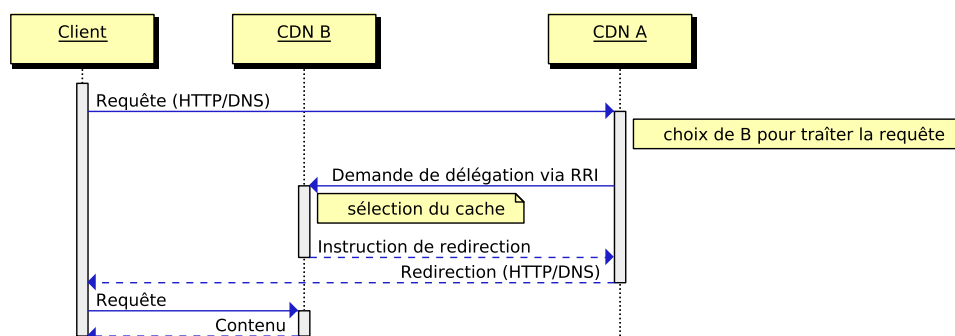 Client
CDN B
CDN A
Requête (HTTP/DNS)
choix de B pour traîter la requête
Demande de délégation via RRI
sélection du cache
Instruction de redirection
Redirection (HTTP/DNS)
Requête
Contenu